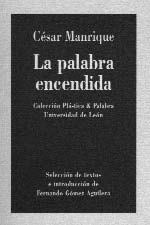 César Manrique
La palabra
encendida
Colección Plástica & Palabra
Universidad de León
Selección de textos
e introducción de
Fernando Gómez Aguilera